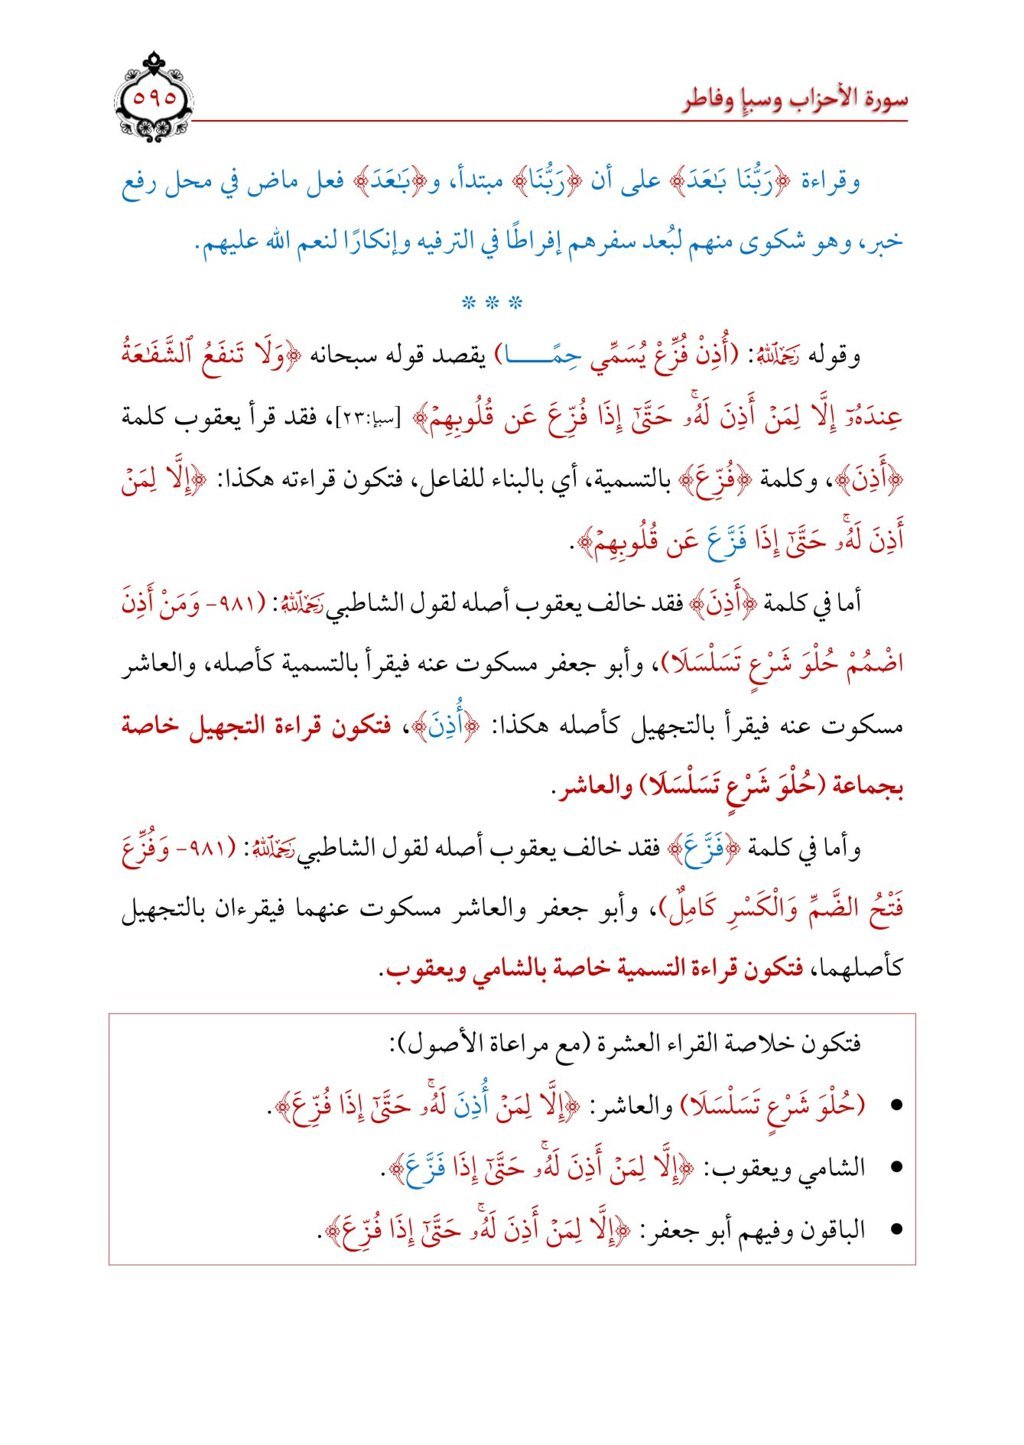 سورة الأحزاب وسبإٍ وفاطر
٥٩٥
وقراءة ﴿رَبُّنَا بَـٰعَدَ﴾ على أن ﴿رَبُّنَا﴾ مبتدأ، و﴿بَـٰعَدَ﴾ فعل ماض في محل رفع
خبر، وهو شكوى منهم لبُعد سفرهم إفراطًا في الترفيه وإنكارًا لنعم الله عليهم.
* * *
وقوله رَحِمَهُ ٱللَّهُ: (أُذِنْ فُزِّعْ يُسَمِّي حِمًــــا) يقصد قوله سبحانه ﴿وَلَا تَنفَعُ ٱلشَّفَـٰعَةُ
عِندَهُۥٓ إِلَّا لِمَنْ أَذِنَ لَهُۥۚ حَتَّىٰٓ إِذَا فُزِّعَ عَن قُلُوبِهِمْ﴾ [سبإ:٢٣]، فقد قرأ يعقوب كلمة
﴿أَذِنَ﴾، وكلمة ﴿فُزِّعَ﴾ بالتسمية، أي بالبناء للفاعل، فتكون قراءته هكذا: ﴿إِلَّا لِمَنْ
أَذِنَ لَهُۥۚ حَتَّىٰٓ إِذَا فَزَّعَ عَن قُلُوبِهِمْ﴾.
أما في كلمة ﴿أَذِنَ﴾ فقد خالف يعقوب أصله لقول الشاطبي رَحِمَهُ ٱللَّهُ: (٩٨١- وَمَنْ أَذِنَ
اضْمُمْ حُلْوَ شَرْعٍ تَسَلْسَلَا)، وأبو جعفر مسكوت عنه فيقرأ بالتسمية كأصله، والعاشر
مسكوت عنه فيقرأ بالتجهيل كأصله هكذا: ﴿أُذِنَ﴾، فتكون قراءة التجهيل خاصة
بجماعة (حُلْوَ شَرْعٍ تَسَلْسَلَا) والعاشر.
وأما في كلمة ﴿فَزَّعَ﴾ فقد خالف يعقوب أصله لقول الشاطبي رَحِمَهُ ٱللَّهُ: (٩٨١- وَفُزِّعَ
فَتْحُ الضَّمِّ وَالْكَسْرِ كَامِلٌ)، وأبو جعفر والعاشر مسكوت عنهما فيقرءان بالتجهيل
كأصلهما، فتكون قراءة التسمية خاصة بالشامي ويعقوب.
فتكون خلاصة القراء العشرة (مع مراعاة الأصول):
• (حُلْوَ شَرْعٍ تَسَلْسَلَا) والعاشر: ﴿إِلَّا لِمَنْ أُذِنَ لَهُۥۚ حَتَّىٰٓ إِذَا فُزِّعَ﴾.
• الشامي ويعقوب: ﴿إِلَّا لِمَنْ أَذِنَ لَهُۥۚ حَتَّىٰٓ إِذَا فَزَّعَ﴾.
• الباقون وفيهم أبو جعفر: ﴿إِلَّا لِمَنْ أَذِنَ لَهُۥۚ حَتَّىٰٓ إِذَا فُزِّعَ﴾.